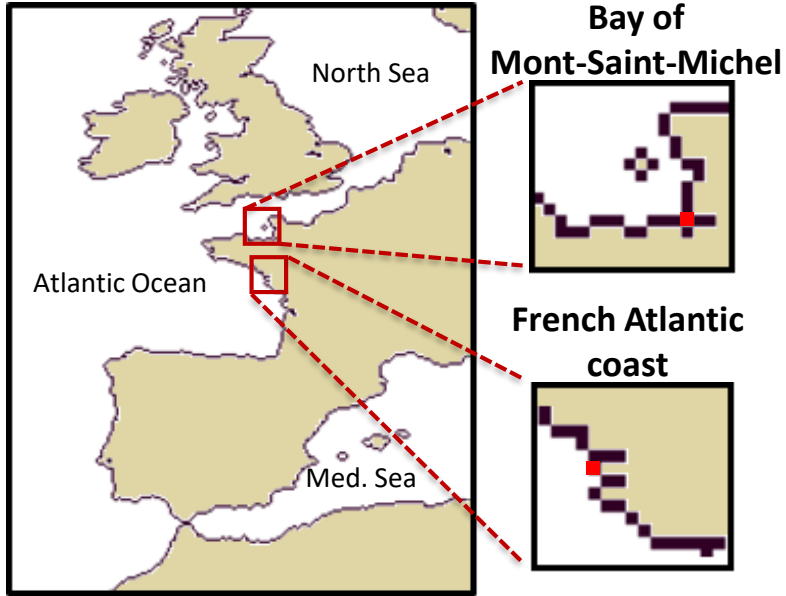 Bay of
Mont-Saint-Michel
North Sea
Atlantic Ocean
French Atlantic
coast
Med. Sea